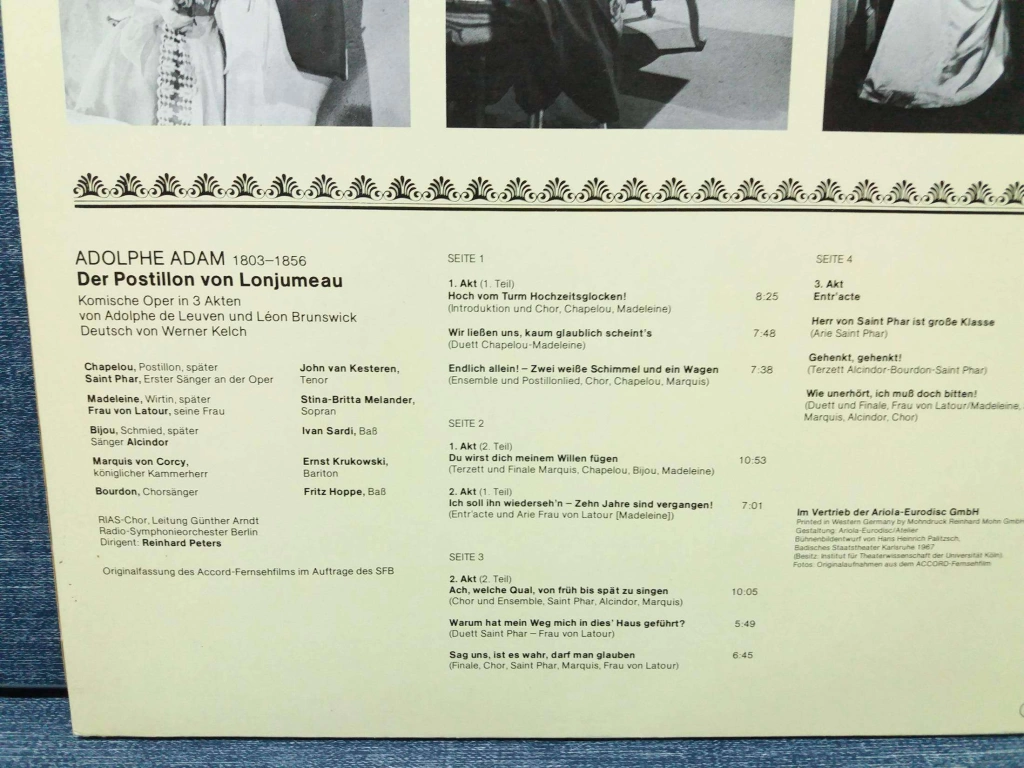 ADOLPHE ADAM 1803–1856
Der Postillon von Lonjumeau
Komische Oper in 3 Akten
von Adolphe de Leuven und Léon Brunswick
Deutsch von Werner Kelch
Chapelou, Postillon, später
Saint Phar, Erster Sänger an der Oper
John van Kesteren,
Tenor
Madeleine, Wirtin, später
Frau von Latour, seine Frau
Stina-Britta Melander,
Sopran
Bijou, Schmied, später
Sänger Alcindor
Ivan Sardi, Baß
Marquis von Corcy,
königlicher Kammerherr
Ernst Krukowski,
Bariton
Bourdon, Chorsänger
Fritz Hoppe, Baß
RIAS-Chor, Leitung Günther Arndt
Radio-Symphonieorchester Berlin
Dirigent: Reinhard Peters
Originalfassung des Accord-Fernsehfilms im Auftrage des SFB
SEITE 1
1. Akt (1. Teil)
Hoch vom Turm Hochzeitsglocken! 8:25
(Introduktion und Chor, Chapelou, Madeleine)
Wir ließen uns, kaum glaublich scheint's 7:48
(Duett Chapelou-Madeleine)
Endlich allein! – Zwei weiße Schimmel und ein Wagen 7:38
(Ensemble und Postillonlied, Chor, Chapelou, Marquis)
SEITE 2
1. Akt (2. Teil)
Du wirst dich meinem Willen fügen 10:53
(Terzett und Finale Marquis, Chapelou, Bijou, Madeleine)
2. Akt (1. Teil)
Ich soll ihn wiederseh'n – Zehn Jahre sind vergangen! 7:01
(Entr'acte und Arie Frau von Latour [Madeleine])
SEITE 3
2. Akt (2. Teil)
Ach, welche Qual, von früh bis spät zu singen 10:05
(Chor und Ensemble, Saint Phar, Alcindor, Marquis)
Warum hat mein Weg mich in dies' Haus geführt? 5:49
(Duett Saint Phar – Frau von Latour)
Sag uns, ist es wahr, darf man glauben 6:45
(Finale, Chor, Saint Phar, Marquis, Frau von Latour)
SEITE 4
3. Akt
Entr'acte
Herr von Saint Phar ist große Klasse
(Arie Saint Phar)
Gehenkt, gehenkt!
(Terzett Alcindor-Bourdon-Saint Phar)
Wie unerhört, ich muß doch bitten!
(Duett und Finale, Frau von Latour/Madeleine,
Marquis, Alcindor, Chor)
Im Vertrieb der Ariola-Eurodisc GmbH
Printed in Western Germany by Mohndruck Reinhard Mohn GmbH
Gestaltung: Ariola-Eurodisc/Atelier
Bühnenbildentwurf von Hans Heinrich Palitzsch,
Badisches Staatstheater Karlsruhe 1967
(Besitz: Institut für Theaterwissenschaft der Universität Köln)
Fotos: Originalaufnahmen aus dem ACCORD-Fernsehfilm